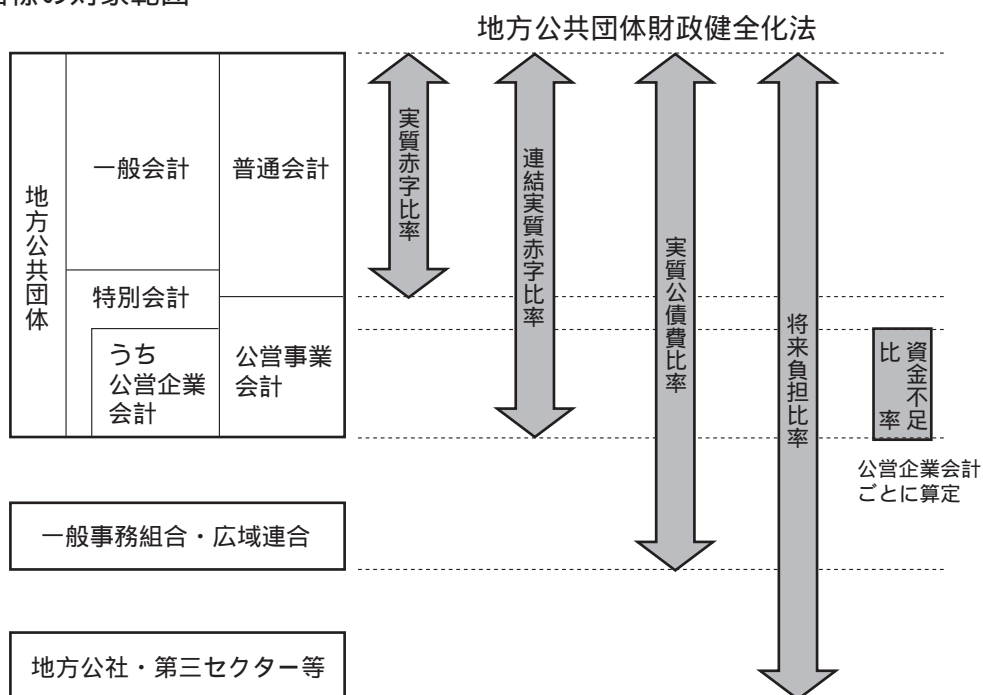 指標の対象範囲
地方公共団体財政健全化法
地方公共団体
一般会計
普通会計
特別会計
うち
公営企業
会計
公営事業
会計
実質赤字比率
連結実質赤字比率
実質公債費比率
将来負担比率
資金不足
比率
公営企業会計
ごとに算定
一般事務組合・広域連合
地方公社・第三セクター等